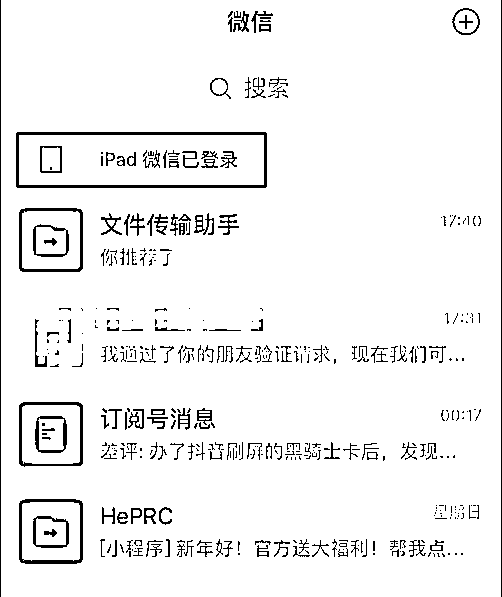 微信
搜索
iPad 微信已登录
文件传输助手
17:40
你推荐了
17:31
我通过了你的朋友验证请求，现在我们可...
订阅号消息
00:17
差评: 办了抖音刷屏的黑骑士卡后，发现...
HePRC
星期日
[小程序] 新年好！官方送大福利！帮我点...